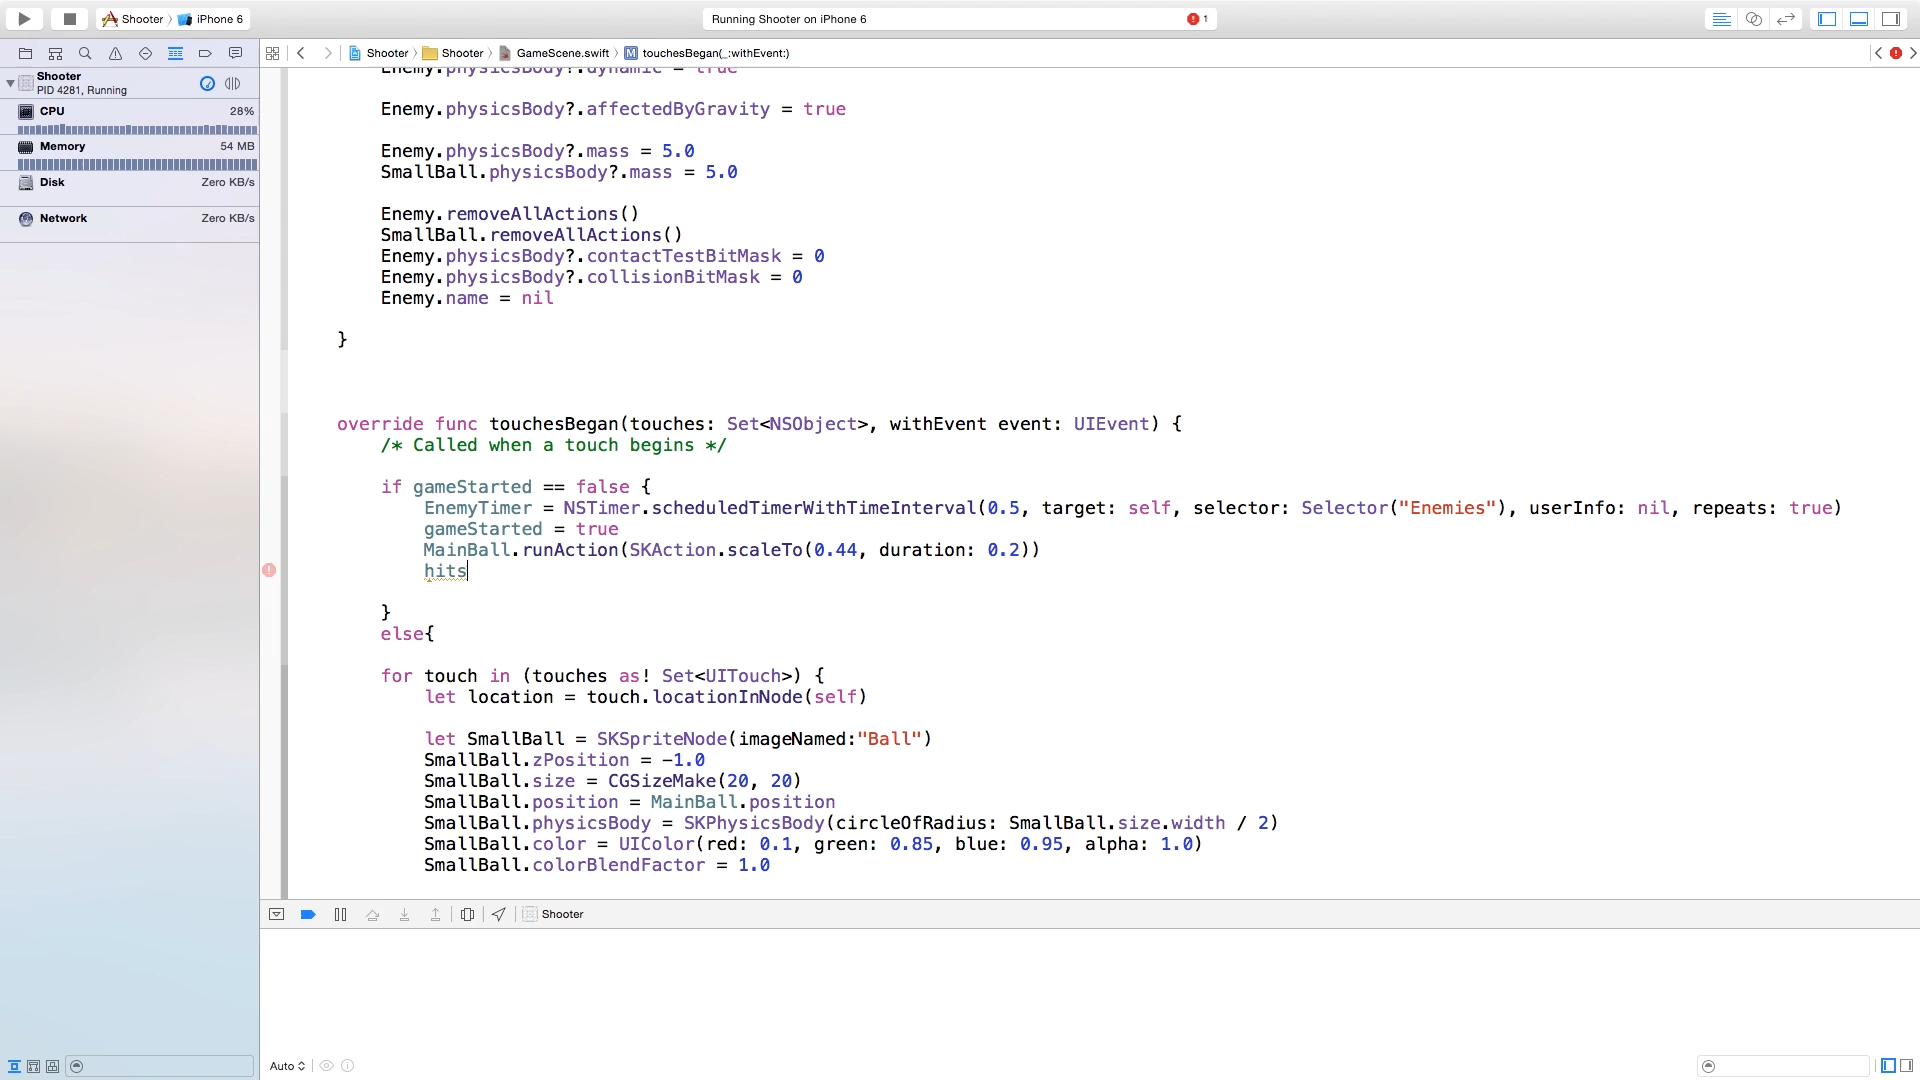 Shooter iPhone 6
Running Shooter on iPhone 6
1
Shooter
PID 4281, Running
CPU 28%
Memory 54 MB
Disk Zero KB/s
Network Zero KB/s
Shooter Shooter GameScene.swift M touchesBegan(_:withEvent:)
Enemy.physicsBody?.dynamic = true
Enemy.physicsBody?.affectedByGravity = true
Enemy.physicsBody?.mass = 5.0
SmallBall.physicsBody?.mass = 5.0
Enemy.removeAllActions()
SmallBall.removeAllActions()
Enemy.physicsBody?.contactTestBitMask = 0
Enemy.physicsBody?.collisionBitMask = 0
Enemy.name = nil
}
override func touchesBegan(touches: Set<NSObject>, withEvent event: UIEvent) {
/* Called when a touch begins */
if gameStarted == false {
EnemyTimer = NSTimer.scheduledTimerWithTimeInterval(0.5, target: self, selector: Selector("Enemies"), userInfo: nil, repeats: true)
gameStarted = true
MainBall.runAction(SKAction.scaleTo(0.44, duration: 0.2))
hits
}
else{
for touch in (touches as! Set<UITouch>) {
let location = touch.locationInNode(self)
let SmallBall = SKSpriteNode(imageNamed:"Ball")
SmallBall.zPosition = -1.0
SmallBall.size = CGSizeMake(20, 20)
SmallBall.position = MainBall.position
SmallBall.physicsBody = SKPhysicsBody(circleOfRadius: SmallBall.size.width / 2)
SmallBall.color = UIColor(red: 0.1, green: 0.85, blue: 0.95, alpha: 1.0)
SmallBall.colorBlendFactor = 1.0
Shooter
Auto